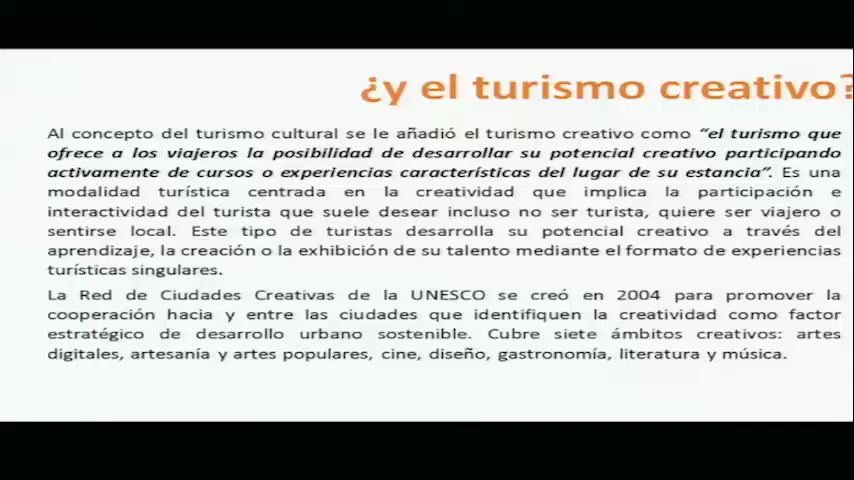 ¿y el turismo creativo?
Al concepto del turismo cultural se le añadió el turismo creativo como “el turismo que
ofrece a los viajeros la posibilidad de desarrollar su potencial creativo participando
activamente de cursos o experiencias características del lugar de su estancia”. Es una
modalidad turística centrada en la creatividad que implica la participación e
interactividad del turista que suele desear incluso no ser turista, quiere ser viajero o
sentirse local. Este tipo de turistas desarrolla su potencial creativo a través del
aprendizaje, la creación o la exhibición de su talento mediante el formato de experiencias
turísticas singulares.
La Red de Ciudades Creativas de la UNESCO se creó en 2004 para promover la
cooperación hacia y entre las ciudades que identifiquen la creatividad como factor
estratégico de desarrollo urbano sostenible. Cubre siete ámbitos creativos: artes
digitales, artesanía y artes populares, cine, diseño, gastronomía, literatura y música.